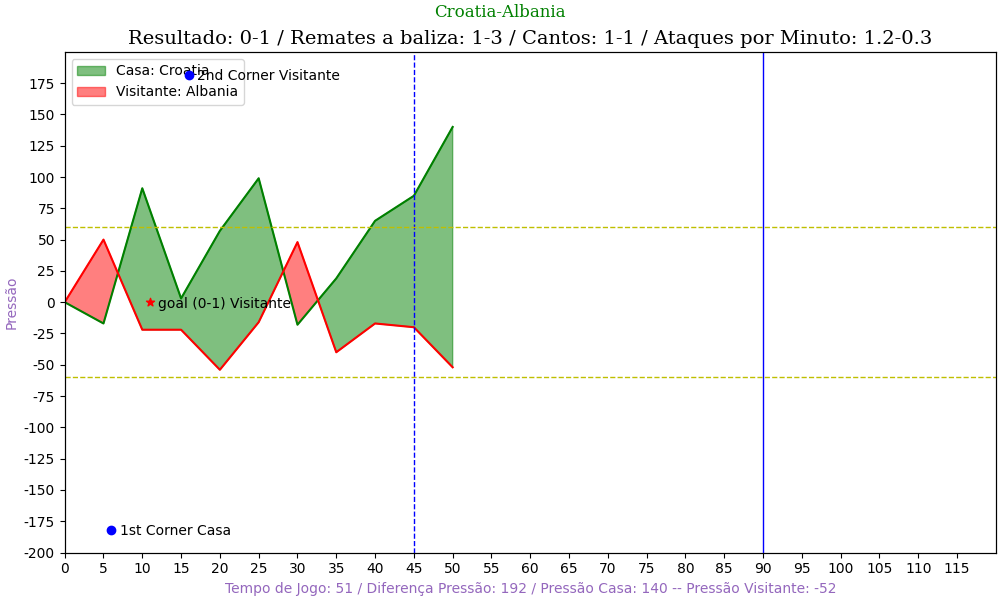 Croatia-Albania
Resultado: 0-1 / Remates a baliza: 1-3 / Cantos: 1-1 / Ataques por Minuto: 1.2-0.3
Casa: Croatia
Visitante: Albania
2nd Corner Visitante
goal (0-1) Visitante
1st Corner Casa
Pressão
175
150
125
100
75
50
25
0
-25
-50
-75
-100
-125
-150
-175
-200
0 5 10 15 20 25 30 35 40 45 50 55 60 65 70 75 80 85 90 95 100 105 110 115
Tempo de Jogo: 51 / Diferença Pressão: 192 / Pressão Casa: 140 -- Pressão Visitante: -52